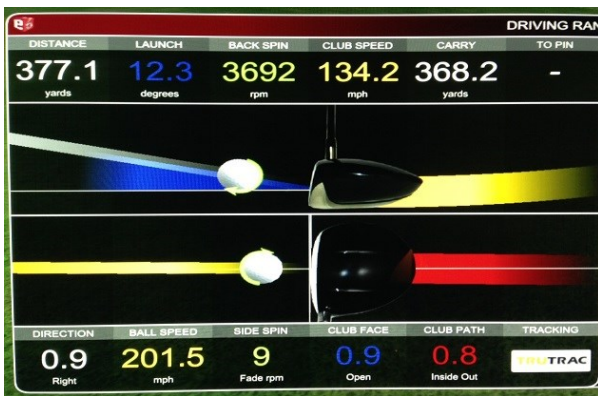 e6
DRIVING RAN
DISTANCE LAUNCH BACK SPIN CLUB SPEED CARRY TO PIN
377.1 12.3 3692 134.2 368.2 -
yards degrees rpm mph yards
DIRECTION BALL SPEED SIDE SPIN CLUB FACE CLUB PATH TRACKING
0.9 201.5 9 0.9 0.8 TRUTRAC
Right mph Fade rpm Open Inside Out